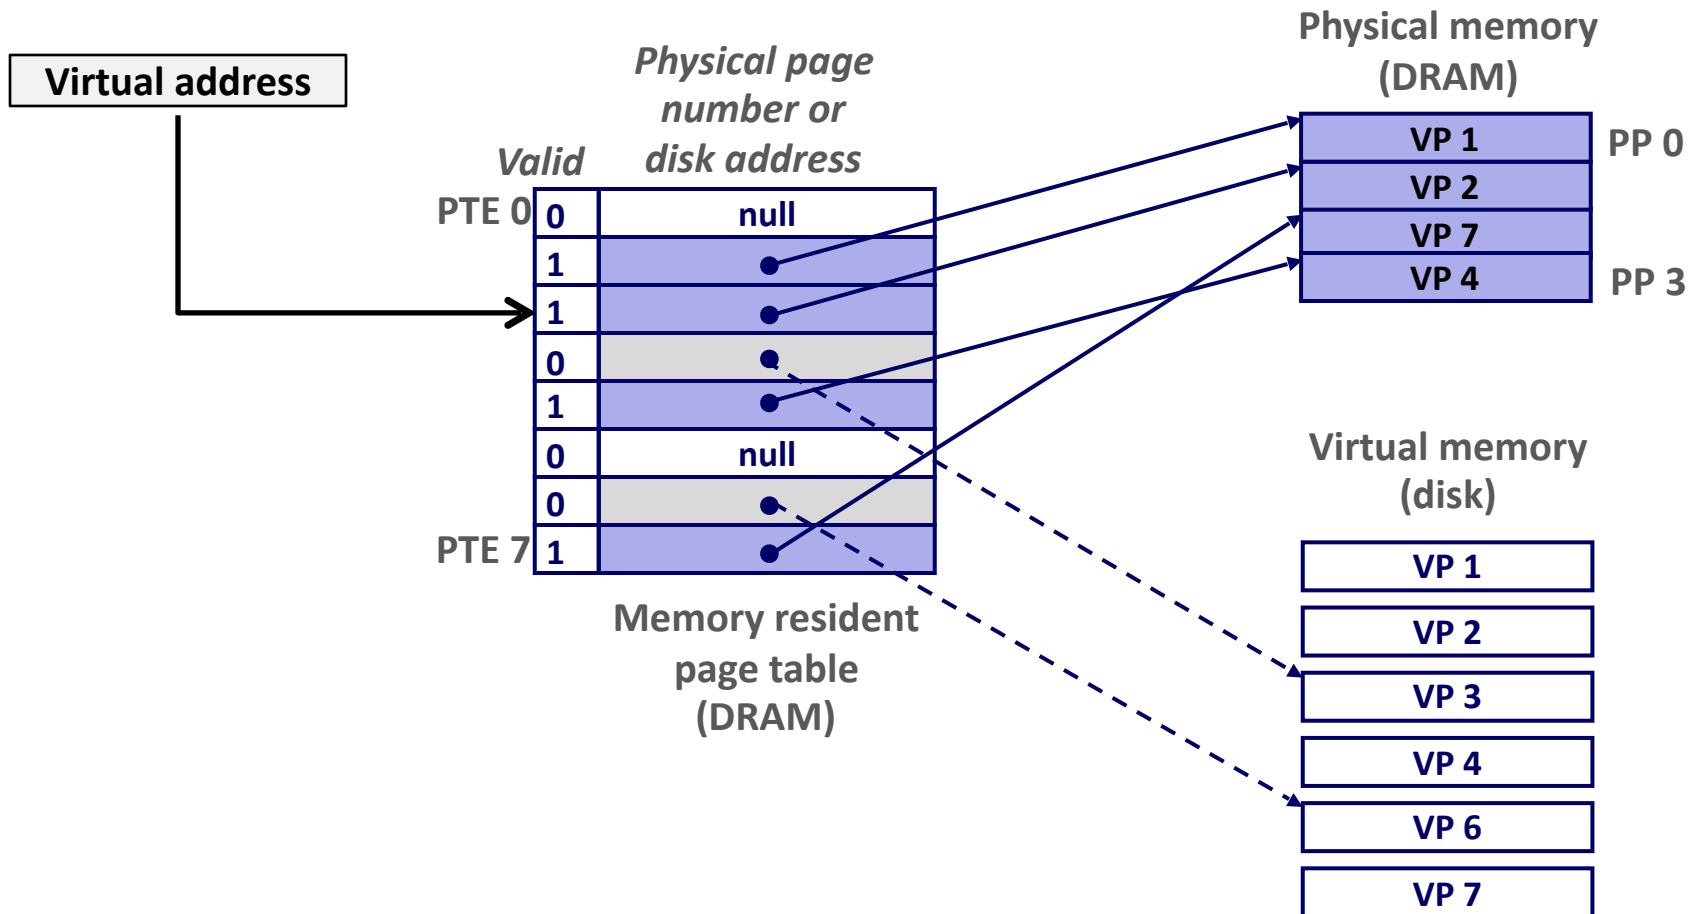 Virtual address
Physical page
number or
disk address
Valid
PTE 0
0
null
1
1
0
1
0
null
0
PTE 7
1
Memory resident
page table
(DRAM)
Physical memory
(DRAM)
VP 1
PP 0
VP 2
VP 7
VP 4
PP 3
Virtual memory
(disk)
VP 1
VP 2
VP 3
VP 4
VP 6
VP 7